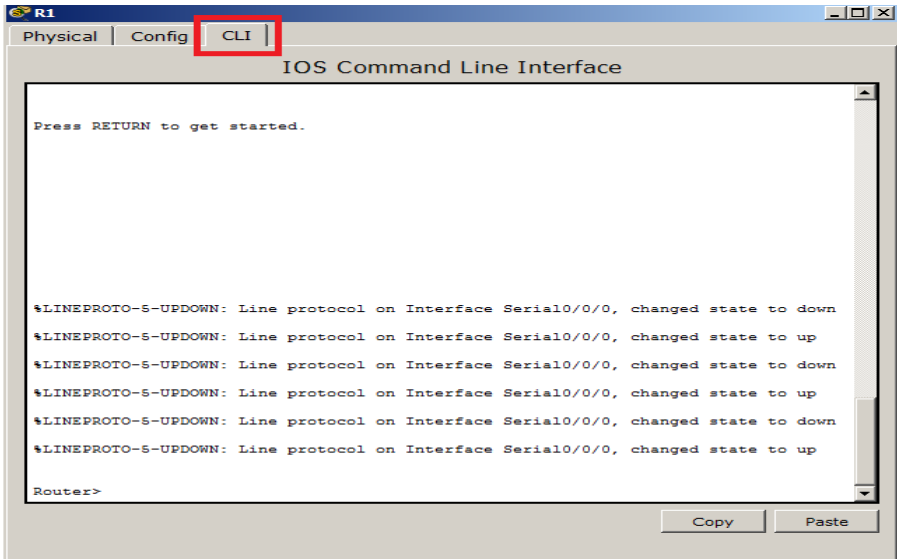 R1
Physical Config CLI
IOS Command Line Interface
Press RETURN to get started.
%LINEPROTO-5-UPDOWN: Line protocol on Interface Serial0/0/0, changed state to down
%LINEPROTO-5-UPDOWN: Line protocol on Interface Serial0/0/0, changed state to up
%LINEPROTO-5-UPDOWN: Line protocol on Interface Serial0/0/0, changed state to down
%LINEPROTO-5-UPDOWN: Line protocol on Interface Serial0/0/0, changed state to up
%LINEPROTO-5-UPDOWN: Line protocol on Interface Serial0/0/0, changed state to down
%LINEPROTO-5-UPDOWN: Line protocol on Interface Serial0/0/0, changed state to up
Router>
Copy Paste